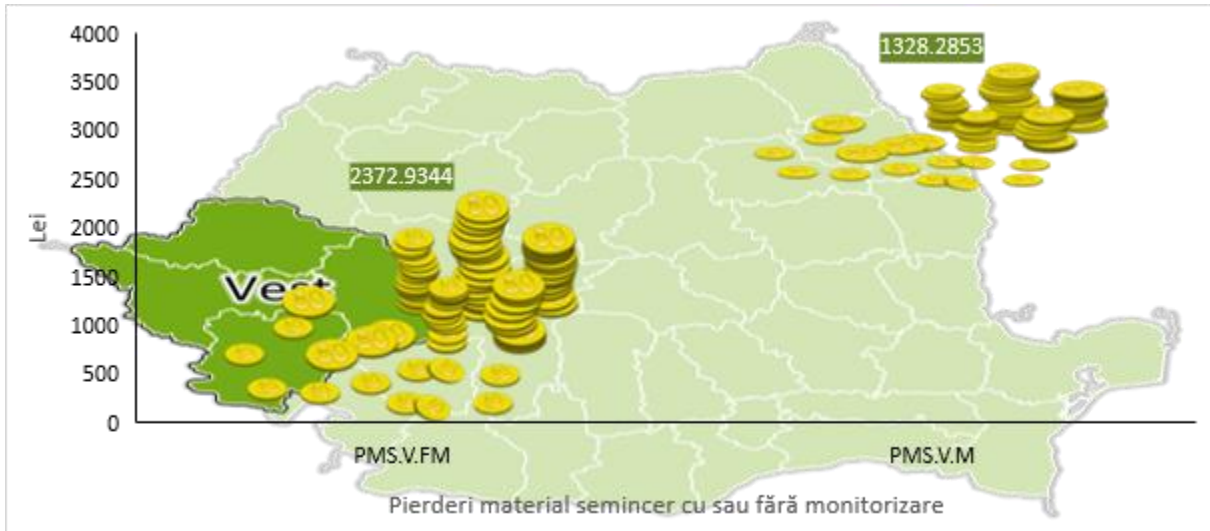 4000
3500
3000
2500
2000
1500
1000
500
0
Lei
1328.2853
2372.9344
Vest
PMS.V.FM
PMS.V.M
Pierderi material semincer cu sau fără monitorizare